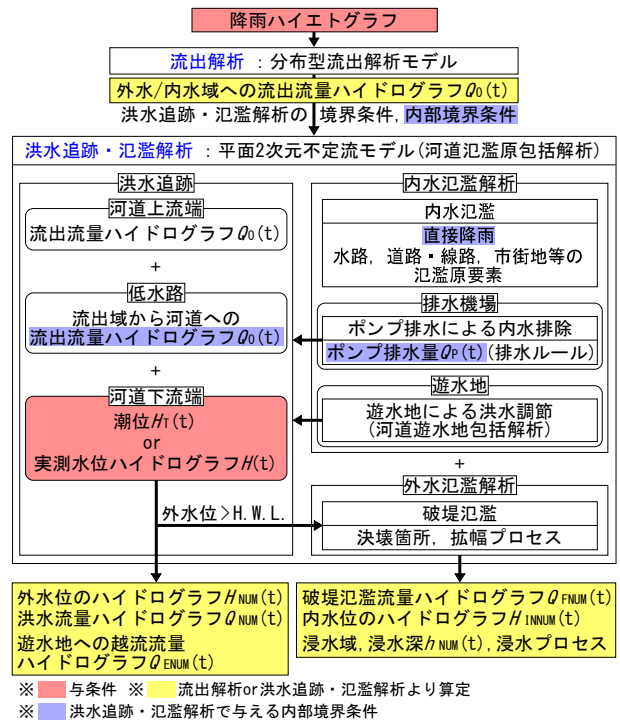 降雨ハイエトグラフ
流出解析 : 分布型流出解析モデル
外水/内水域への流出流量ハイドログラフQ0(t)
洪水追跡・氾濫解析の 境界条件, 内部境界条件
洪水追跡・氾濫解析 : 平面2次元不定流モデル(河道氾濫原包括解析)
洪水追跡
河道上流端
流出流量ハイドログラフQ0(t)
+
低水路
流出域から河道への
流出流量ハイドログラフQ0(t)
+
河道下流端
潮位HT(t)
or
実測水位ハイドログラフH(t)
内水氾濫解析
内水氾濫
直接降雨
水路, 道路・線路, 市街地等の
氾濫原要素
排水機場
ポンプ排水による内水排除
ポンプ排水量QP(t)(排水ルール)
遊水地
遊水地による洪水調節
(河道遊水地包括解析)
+
外水氾濫解析
破堤氾濫
決壊箇所, 拡幅プロセス
外水位>H.W.L.
外水位のハイドログラフHNUM(t)
洪水流量ハイドログラフQNUM(t)
遊水地への越流流量
ハイドログラフQENUM(t)
破堤氾濫流量ハイドログラフQFNUM(t)
内水位のハイドログラフHINNUM(t)
浸水域, 浸水深hNUM(t), 浸水プロセス
※ 与条件 ※ 流出解析or洪水追跡・氾濫解析より算定
※ 洪水追跡・氾濫解析で与える内部境界条件